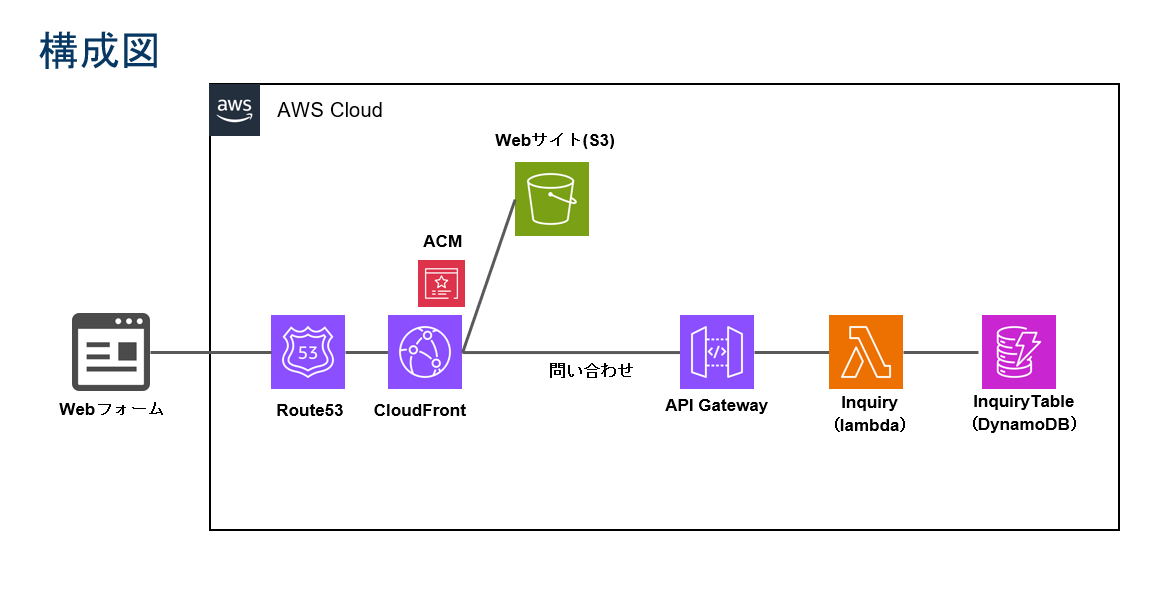 構成図
aws
AWS Cloud
Webサイト(S3)
ACM
53
問い合わせ
Webフォーム
Route53
CloudFront
API Gateway
Inquiry
（lambda）
InquiryTable
（DynamoDB）